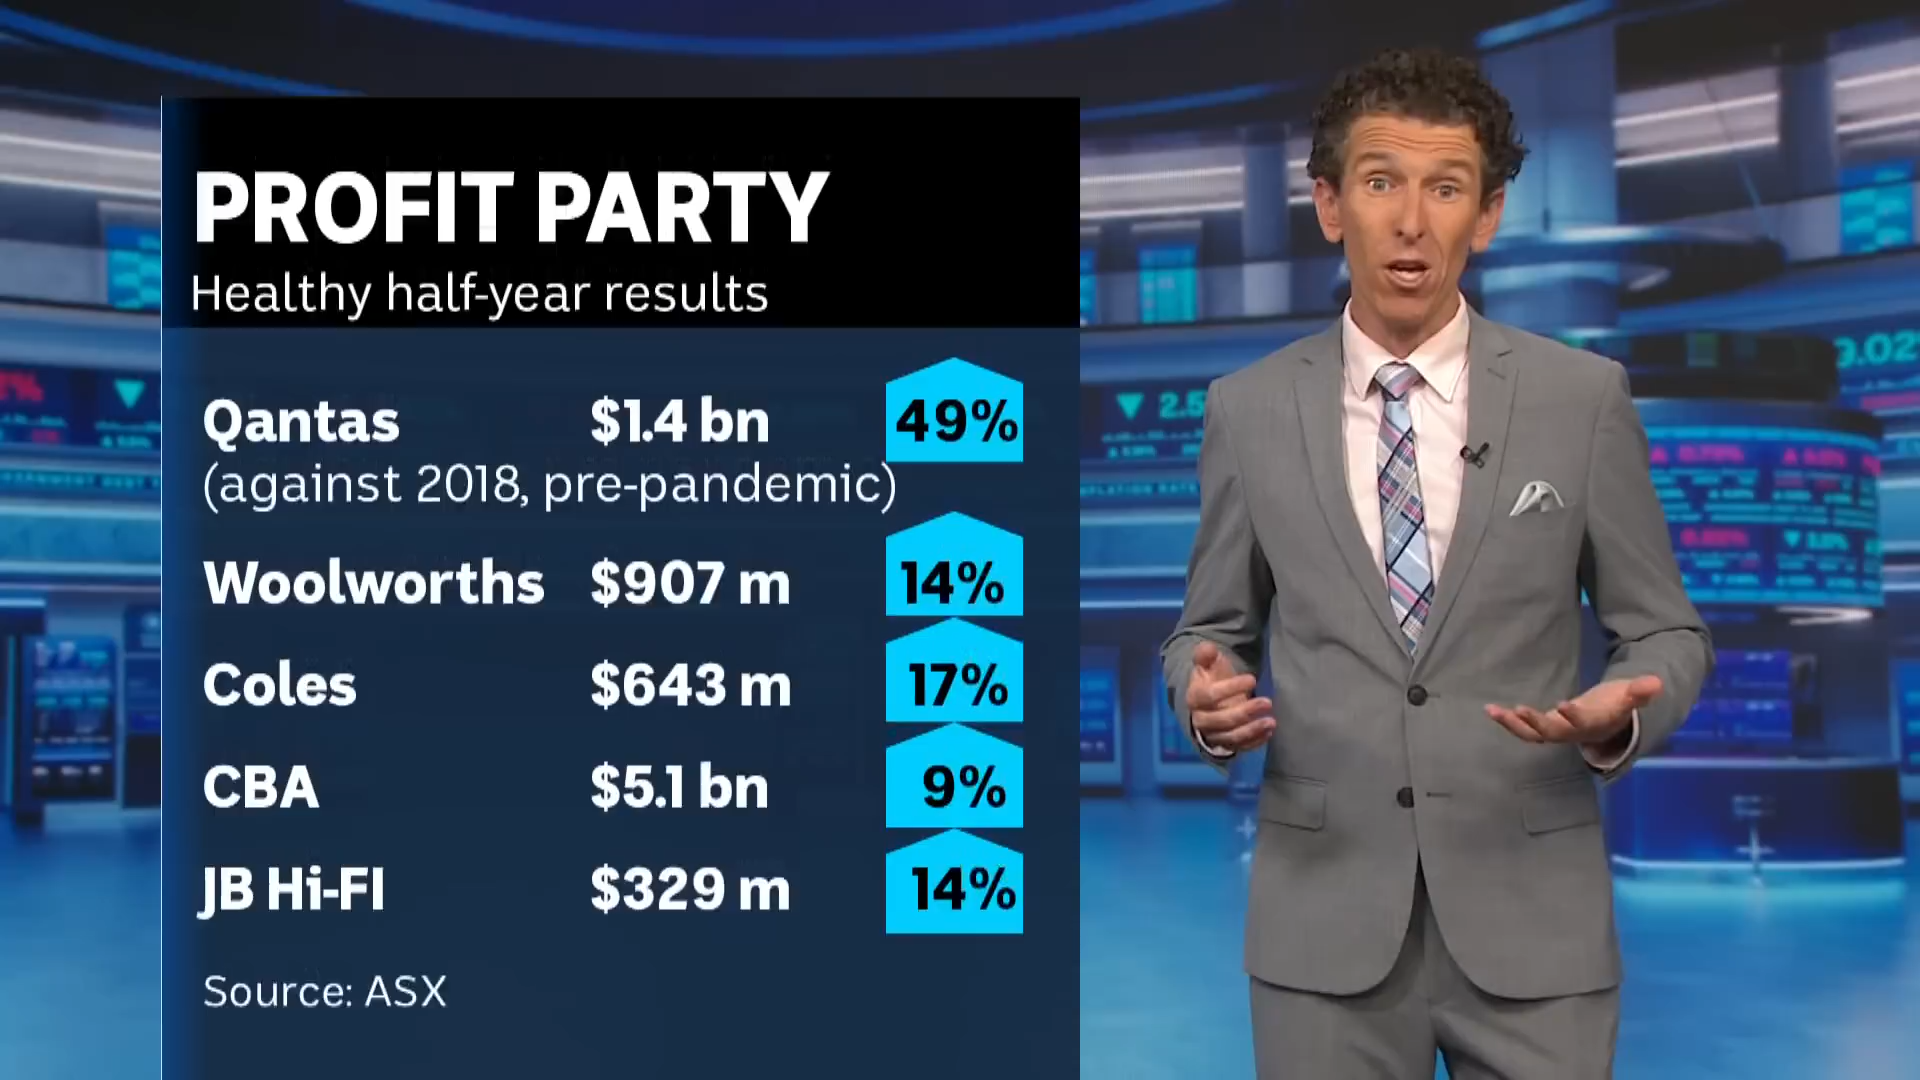 PROFIT PARTY
Healthy half-year results
Qantas $1.4 bn 49%
(against 2018, pre-pandemic)
Woolworths $907 m 14%
Coles $643 m 17%
CBA $5.1 bn 9%
JB Hi-FI $329 m 14%
Source: ASX